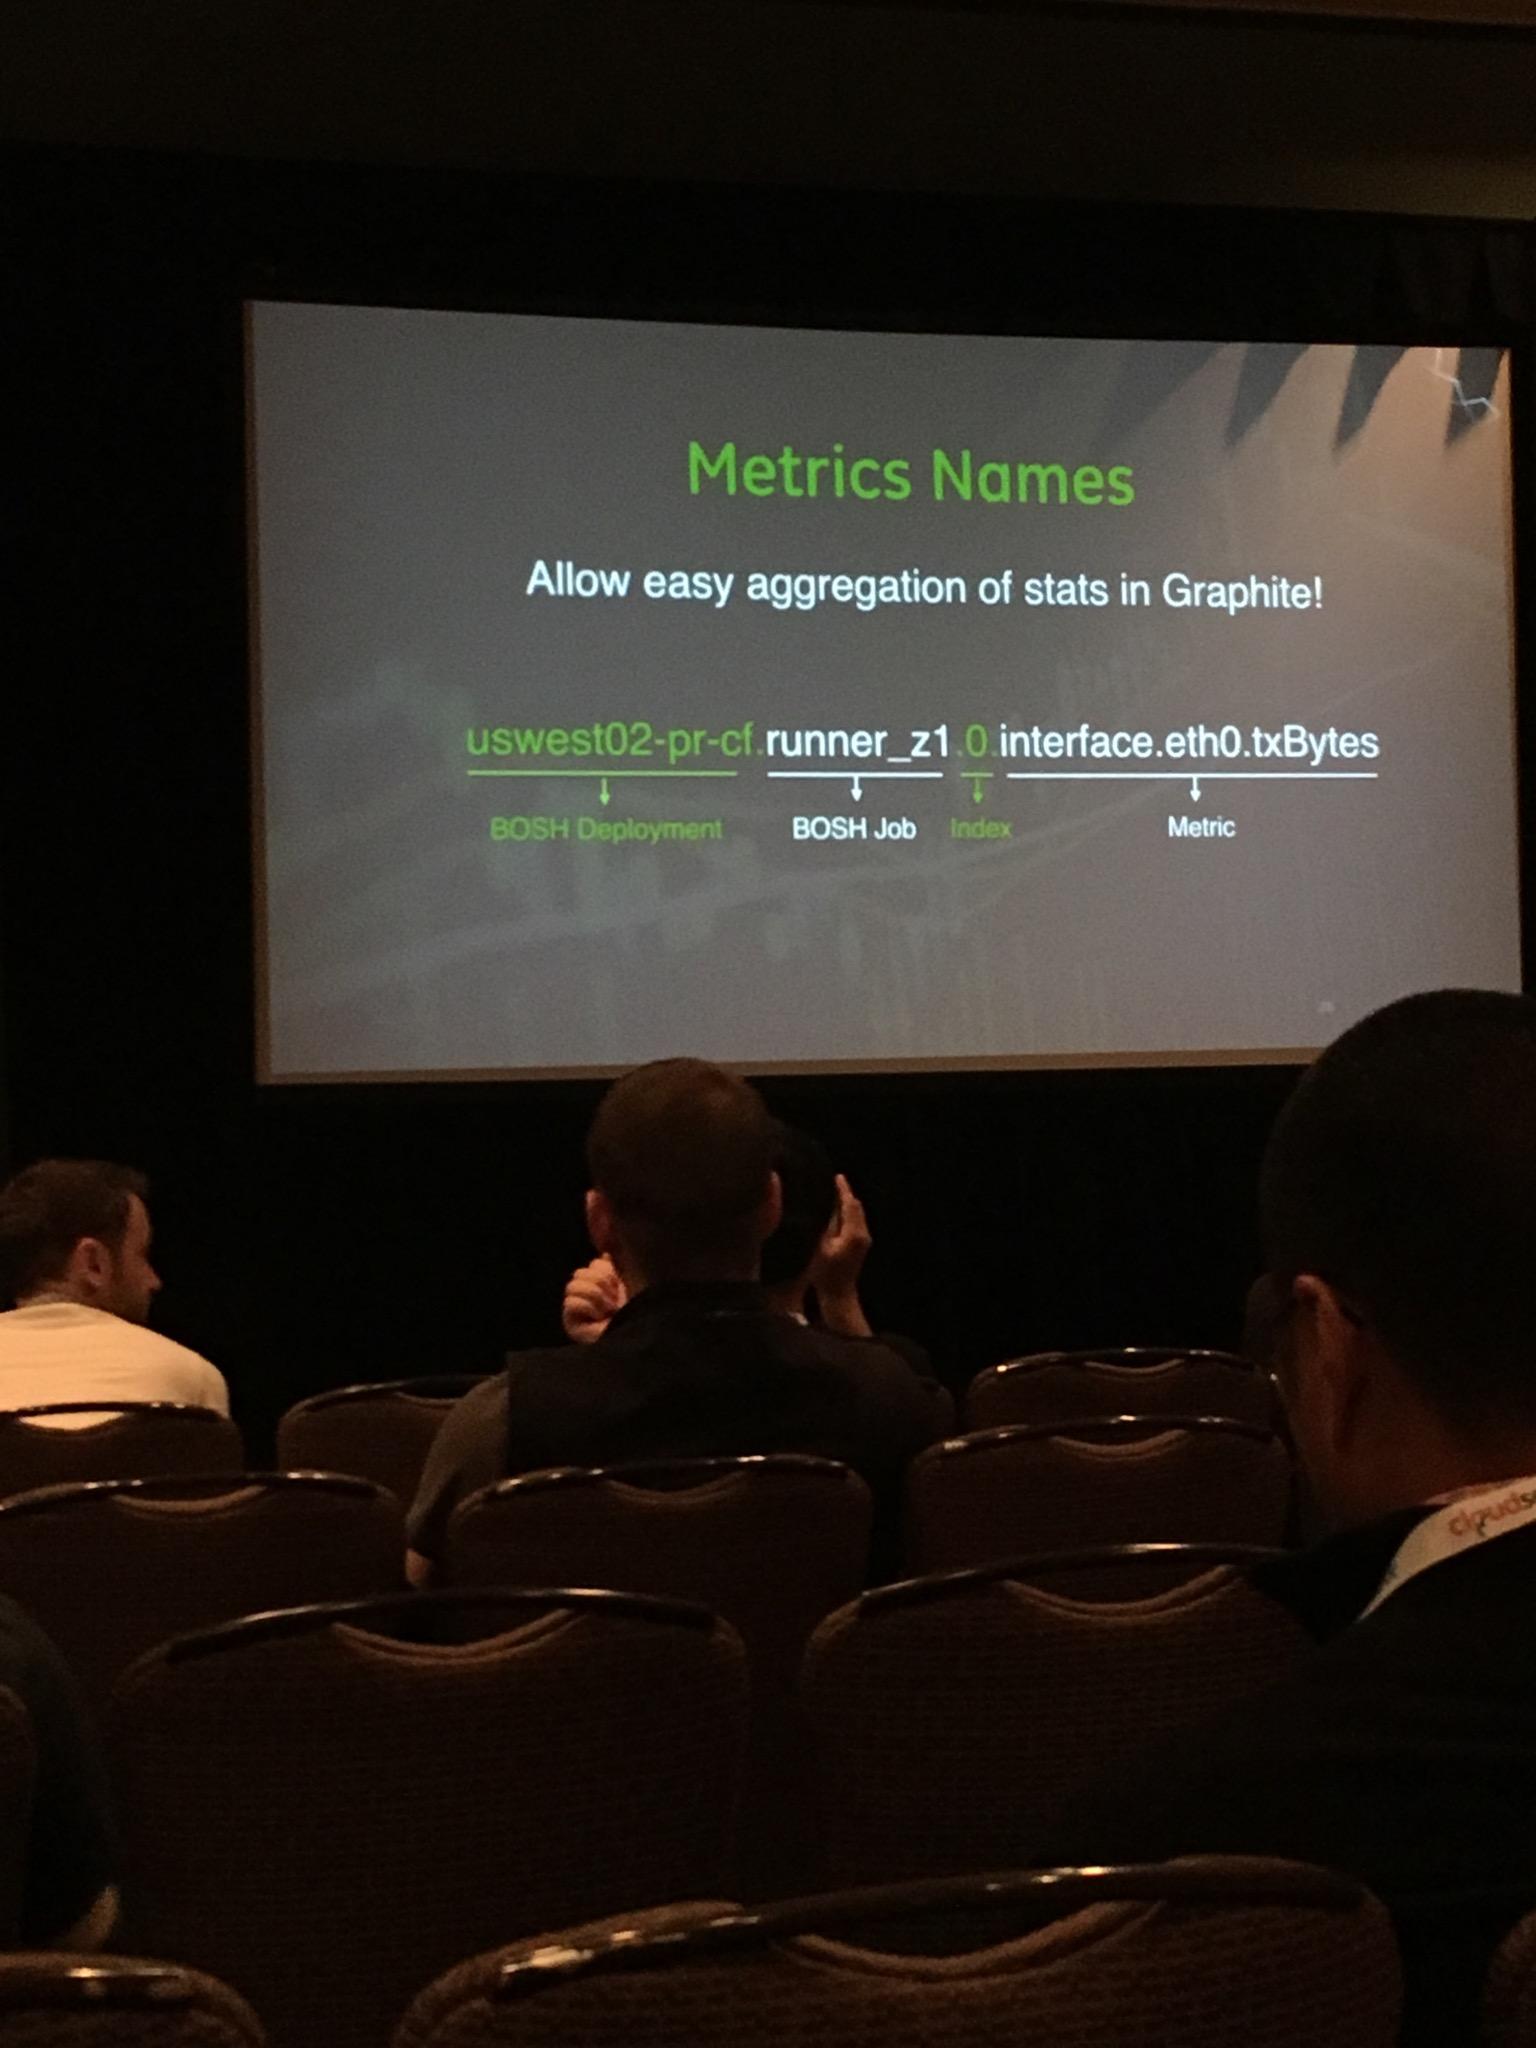 Metrics Names
Allow easy aggregation of stats in Graphite!
uswest02-pr-cf.runner_z1.0.interface.eth0.txBytes
BOSH Deployment BOSH Job Index Metric